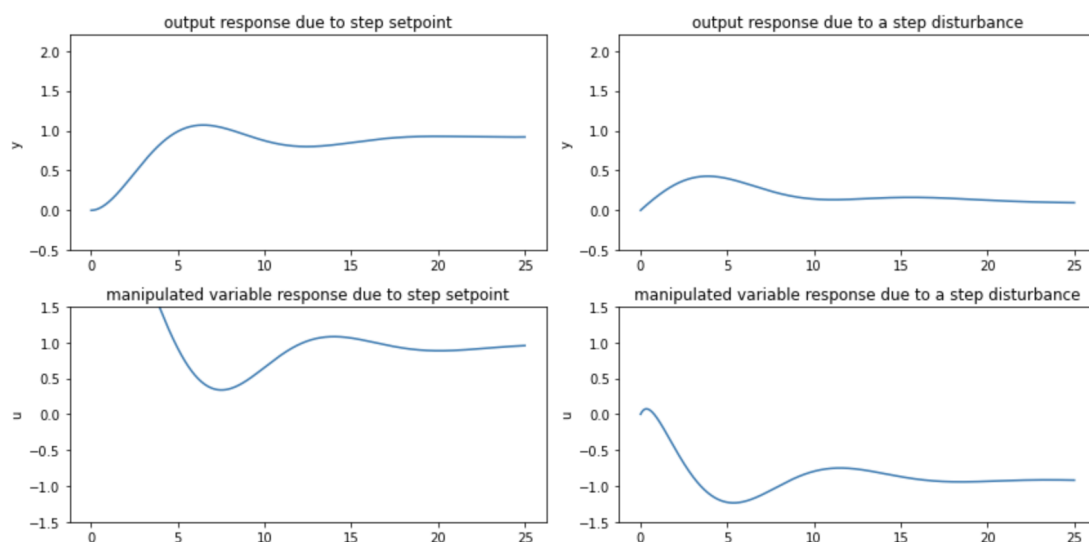 output response due to step setpoint
y
2.0
1.5
1.0
0.5
0.0
−0.5
0 5 10 15 20 25
output response due to a step disturbance
y
2.0
1.5
1.0
0.5
0.0
−0.5
0 5 10 15 20 25
manipulated variable response due to step setpoint
u
1.5
1.0
0.5
0.0
−0.5
−1.0
−1.5
0 5 10 15 20 25
manipulated variable response due to a step disturbance
u
1.5
1.0
0.5
0.0
−0.5
−1.0
−1.5
0 5 10 15 20 25